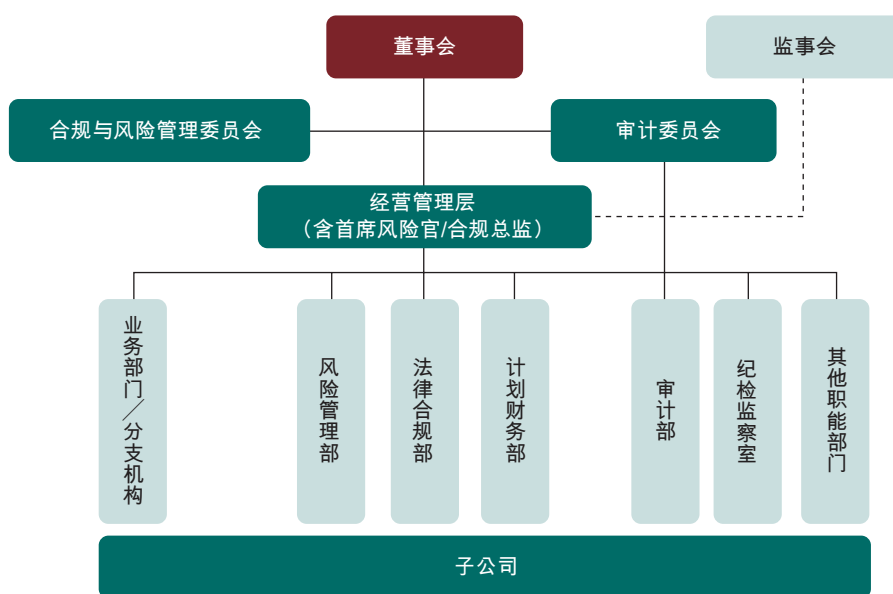 董事会
监事会
合规与风险管理委员会
审计委员会
经营管理层
（含首席风险官/合规总监）
业务部门／分支机构
风险管理部
法律合规部
计划财务部
审计部
纪检监察室
其他职能部门
子公司